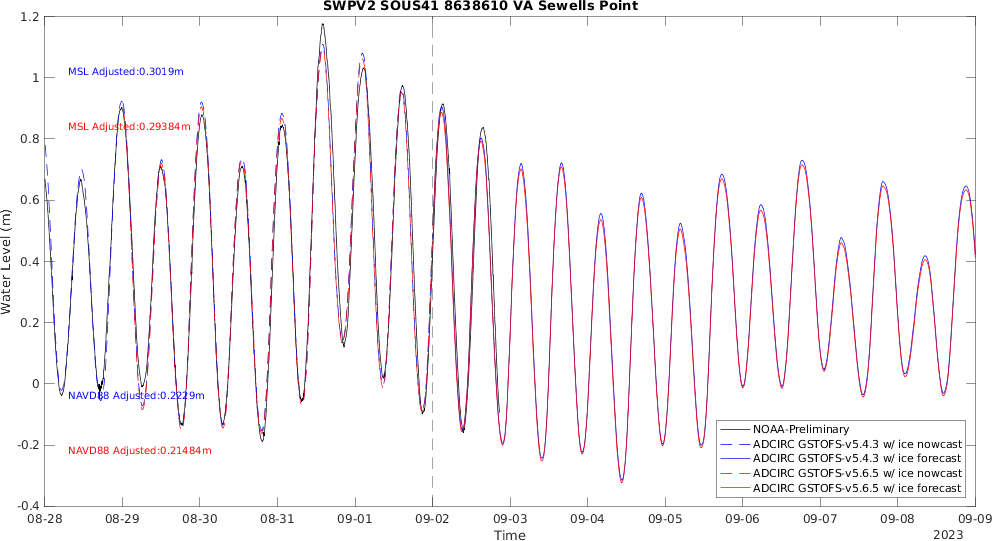 SWPV2 SOUS41 8638610 VA Sewells Point
1.2
1
0.8
0.6
0.4
0.2
0
-0.2
-0.4
Water Level (m)
MSL Adjusted:0.3019m
MSL Adjusted:0.29384m
NAVD88 Adjusted:0.2229m
NAVD88 Adjusted:0.21484m
NOAA-Preliminary
ADCIRC GSTOFS-v5.4.3 w/ ice nowcast
ADCIRC GSTOFS-v5.4.3 w/ ice forecast
ADCIRC GSTOFS-v5.6.5 w/ ice nowcast
ADCIRC GSTOFS-v5.6.5 w/ ice forecast
08-28 08-29 08-30 08-31 09-01 09-02 09-03 09-04 09-05 09-06 09-07 09-08 09-09
Time
2023